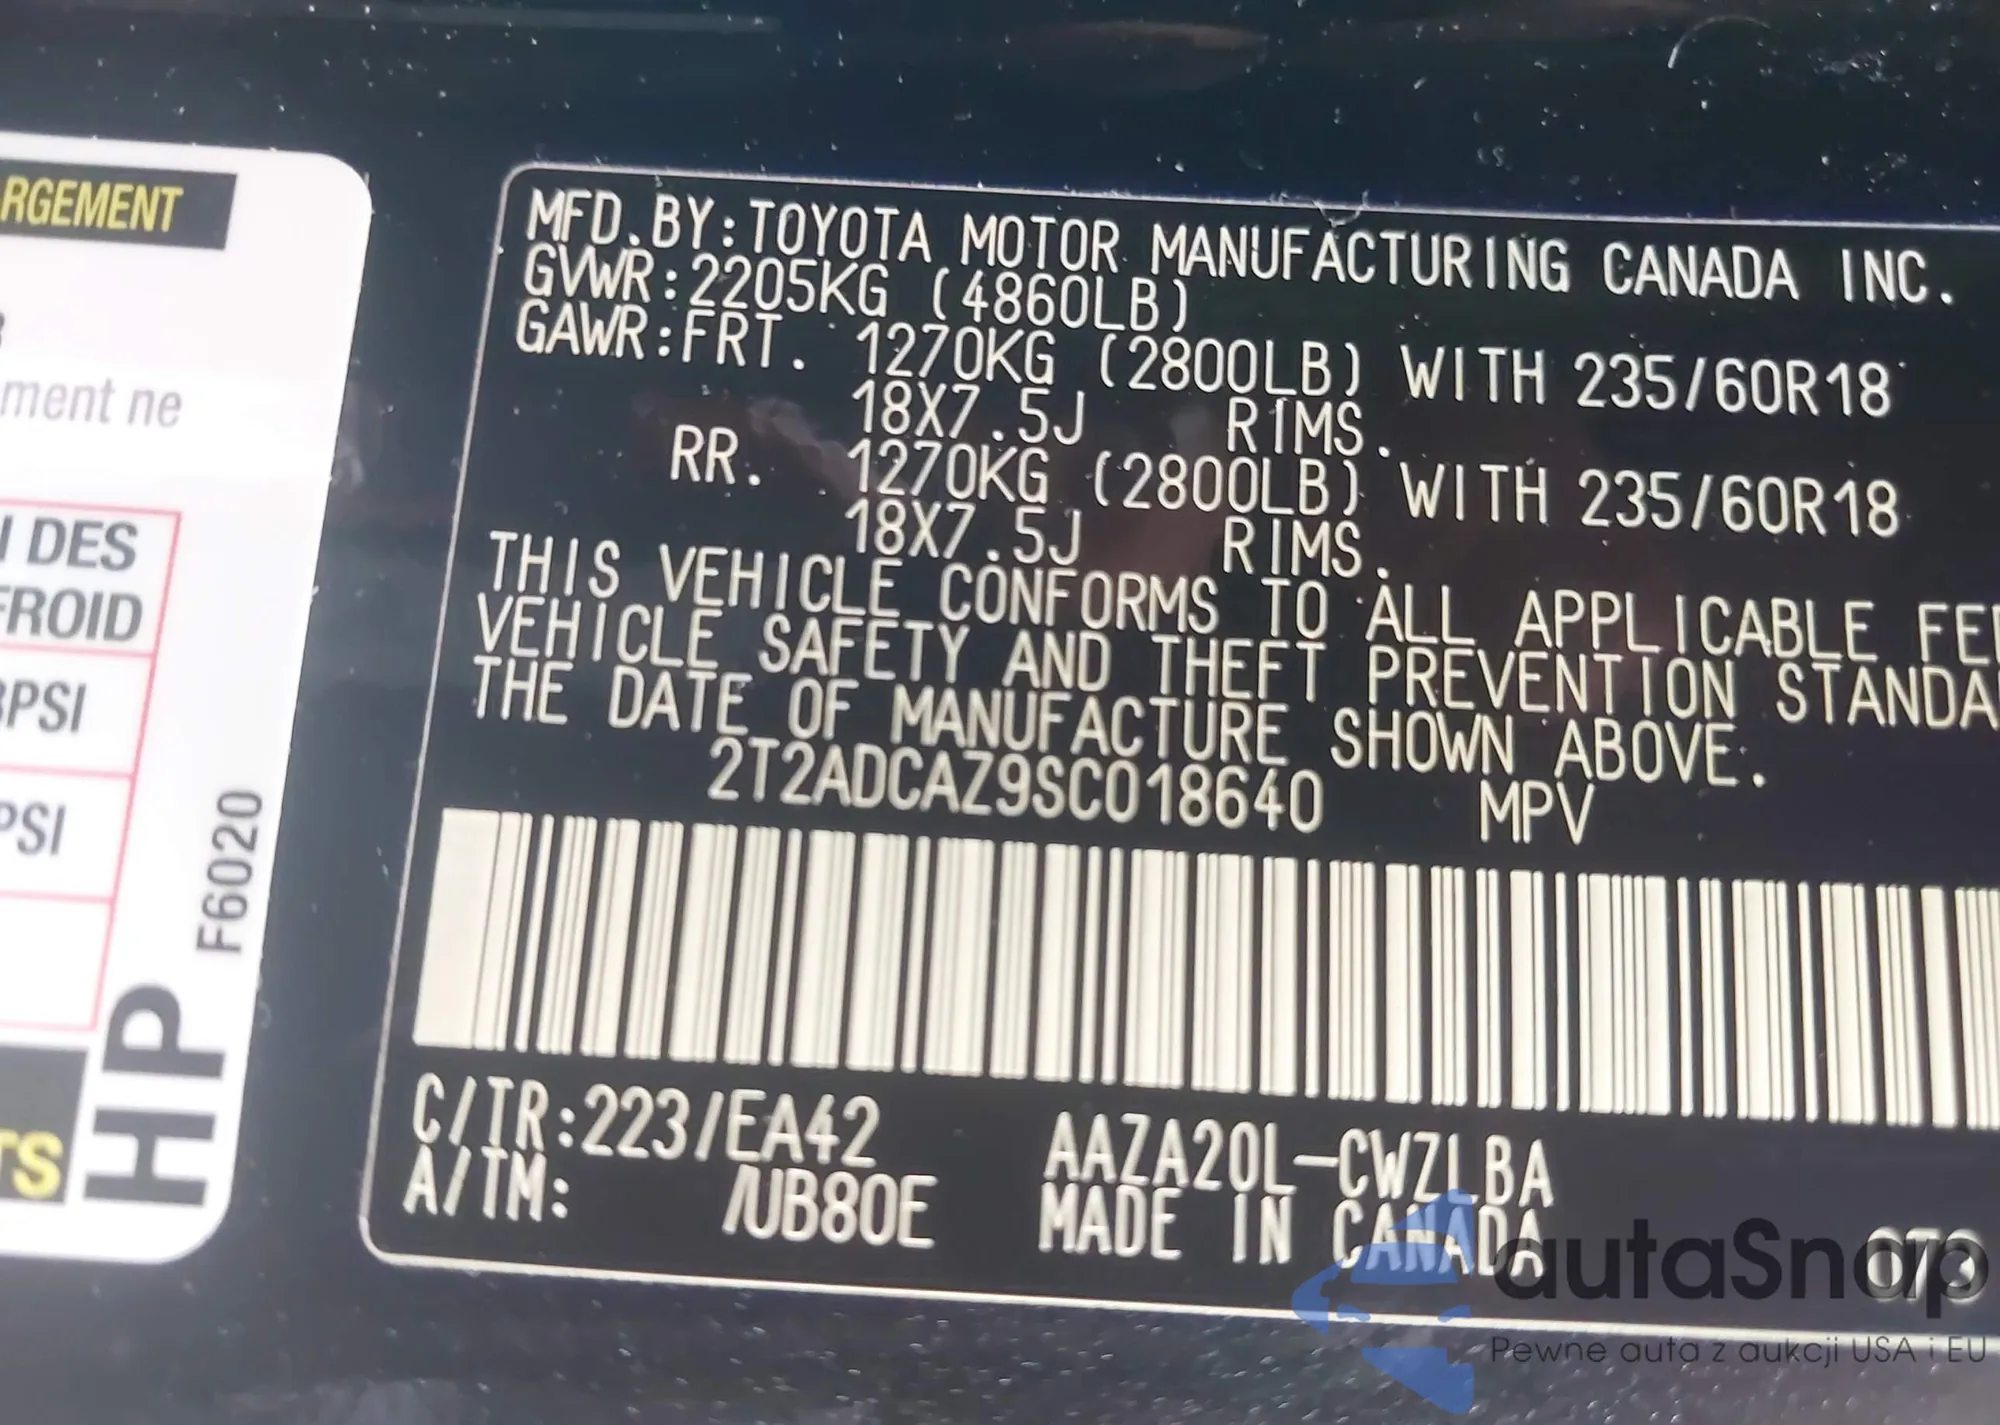 RGEMENT
ment ne
I DES
FROID
PSI
PSI
TS
HP
F6020
MFD.BY:TOYOTA MOTOR MANUFACTURING CANADA INC.
GVWR:2205KG (4860LB)
GAWR:FRT. 1270KG (2800LB) WITH 235/60R18
18X7.5J RIMS.
RR. 1270KG (2800LB) WITH 235/60R18
18X7.5J RIMS.
THIS VEHICLE CONFORMS TO ALL APPLICABLE FE
VEHICLE SAFETY AND THEFT PREVENTION STANDA
THE DATE OF MANUFACTURE SHOWN ABOVE.
2T2ADCAZ9SC018640 MPV
C/TR:223/EA42 AAZA20L-CWZLBA
A/TM: /UB80E MADE IN CANADA 073
autaSnap
Pewne auta z aukcji USA i EU